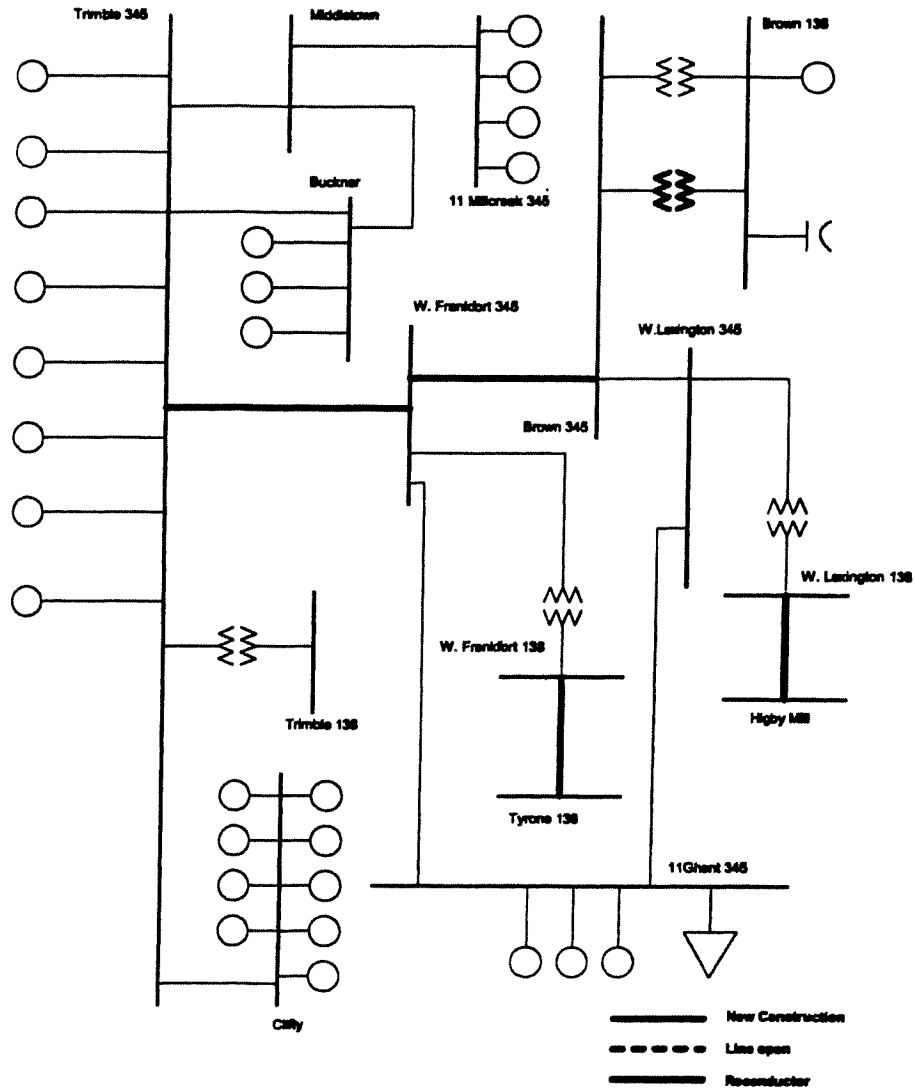 Trimble 345
Middletown
Brown 138
Buckner
11 Millcreek 345
W. Frankfort 345
W.Lexington 345
Brown 345
W. Lexington 138
W. Frankfort 138
Higby Mill
Trimble 138
Tyrone 138
11Ghent 345
Clifty
New Construction
Line open
Reconductor